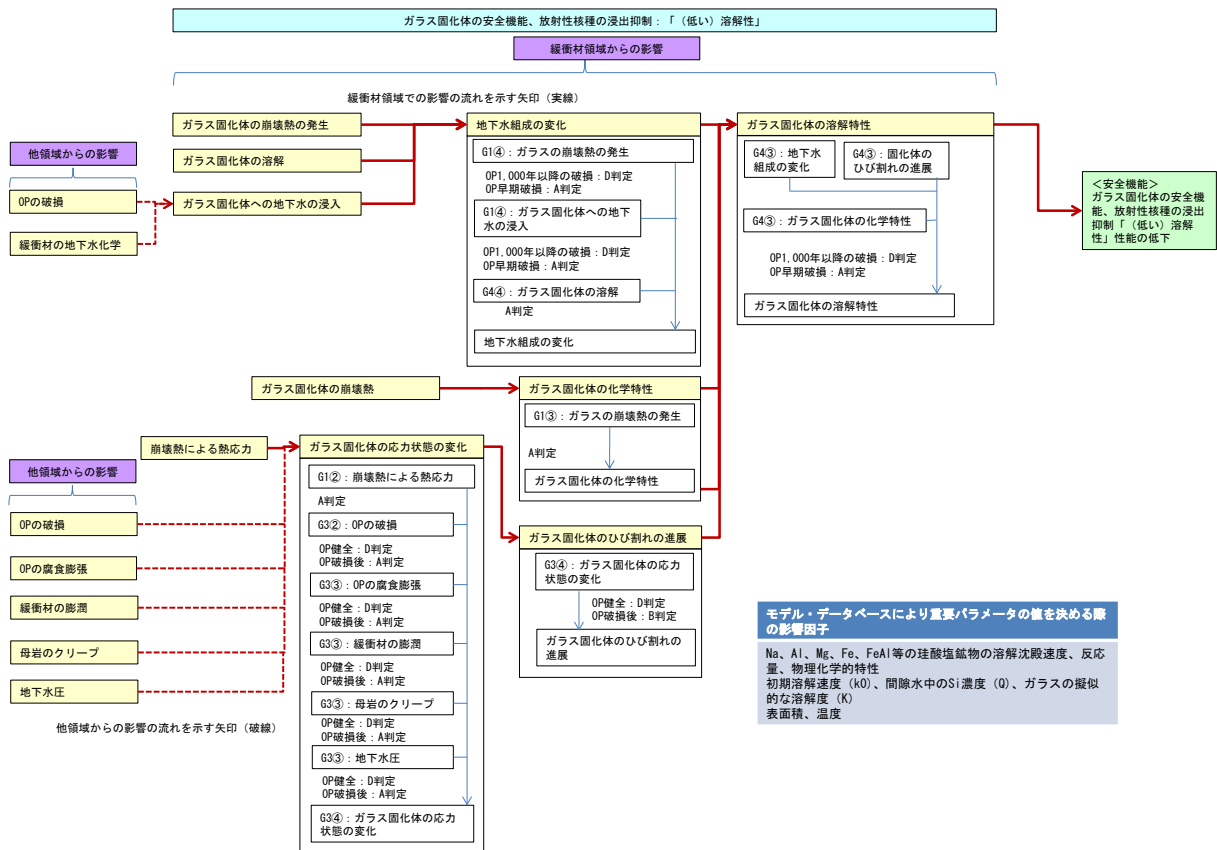 ガラス固化体の安全機能、放射性核種の浸出抑制：「（低い）溶解性」
緩衝材領域からの影響
緩衝材領域での影響の流れを示す矢印（実線）
ガラス固化体の崩壊熱の発生
ガラス固化体の溶解
ガラス固化体への地下水の浸入
他領域からの影響
OPの破損
緩衝材の地下水化学
地下水組成の変化
G1④：ガラスの崩壊熱の発生
OP1,000年以降の破損：D判定
OP早期破損：A判定
G1④：ガラス固化体への地下
水の浸入
OP1,000年以降の破損：D判定
OP早期破損：A判定
G4④：ガラス固化体の溶解
A判定
地下水組成の変化
ガラス固化体の溶解特性
G4③：地下水
組成の変化
G4③：固化体の
ひび割れの進展
G4③：ガラス固化体の化学特性
OP1,000年以降の破損：D判定
OP早期破損：A判定
ガラス固化体の溶解特性
＜安全機能＞
ガラス固化体の安全機
能、放射性核種の浸出
抑制「（低い）溶解
性」性能の低下
ガラス固化体の崩壊熱
ガラス固化体の化学特性
G1③：ガラスの崩壊熱の発生
A判定
ガラス固化体の化学特性
崩壊熱による熱応力
他領域からの影響
OPの破損
OPの腐食膨張
緩衝材の膨潤
母岩のクリープ
地下水圧
他領域からの影響の流れを示す矢印（破線）
ガラス固化体の応力状態の変化
G1②：崩壊熱による熱応力
A判定
G3②：OPの破損
OP健全：D判定
OP破損後：A判定
G3③：OPの腐食膨張
OP健全：D判定
OP破損後：A判定
G3③：緩衝材の膨潤
OP健全：D判定
OP破損後：A判定
G3③：母岩のクリープ
OP健全：D判定
OP破損後：A判定
G3③：地下水圧
OP健全：D判定
OP破損後：A判定
G3④：ガラス固化体の応力
状態の変化
ガラス固化体のひび割れの進展
G3④：ガラス固化体の応力
状態の変化
OP健全：D判定
OP破損後：B判定
ガラス固化体のひび割れの
進展
モデル・データベースにより重要パラメータの値を決める際
の影響因子
Na、Al、Mg、Fe、FeAl等の珪酸塩鉱物の溶解沈殿速度、反応
量、物理化学的特性
初期溶解速度（k0）、間隙水中のSi濃度（Q）、ガラスの擬似
的な溶解度（K）
表面積、温度